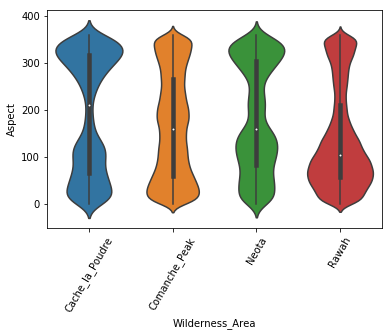 400
300
200
100
0
Aspect
Cache_la_Poudre
Comanche_Peak
Neota
Rawah
Wilderness_Area